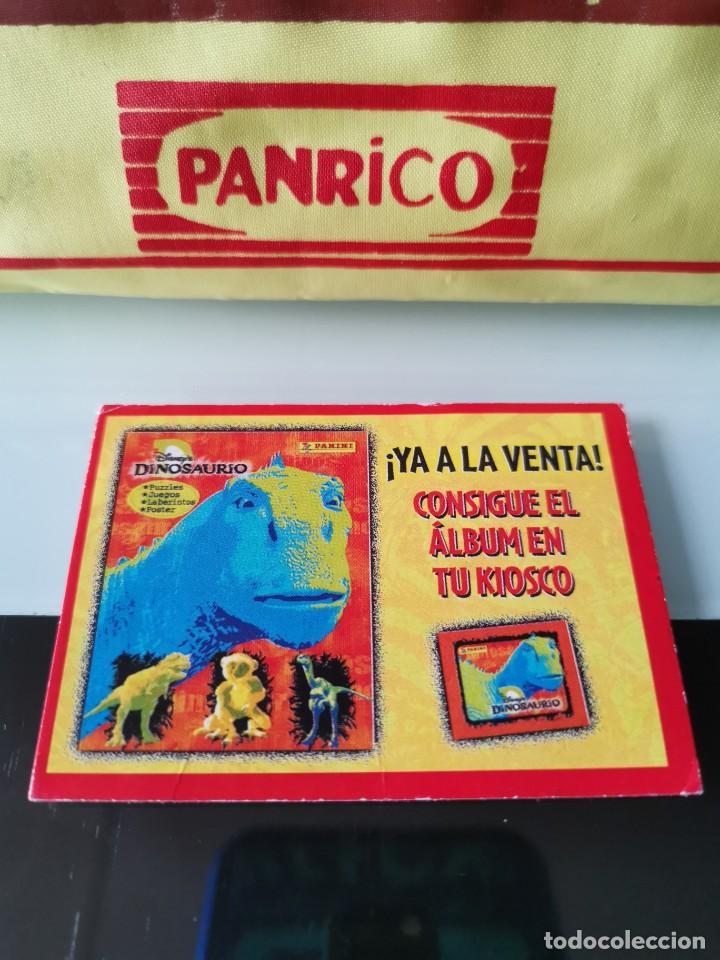 PANRICO
Disney's
DINOSAURIO
★Puzzles
★Juegos
★Laberintos
★Poster
PANINI
¡YA A LA VENTA!
CONSIGUE EL
ÁLBUM EN
TU KIOSCO
PANINI
Disney's
DINOSAURIO
todocoleccion